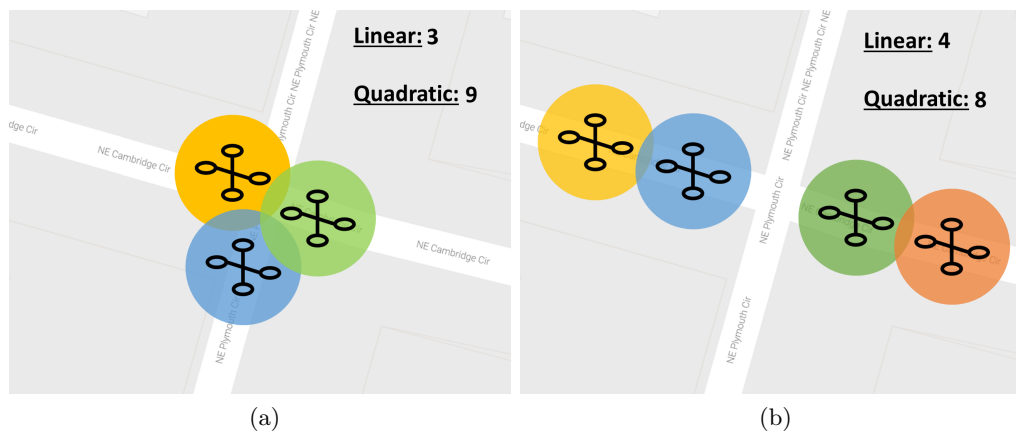 Linear: 3
Quadratic: 9
NE Plymouth Cir NE Plymouth Cir NE
dge Cir
NE Cambridge Cir
NE Cambridge Cir
NE Plymouth Cir
(a)
Linear: 4
Quadratic: 8
NE Plymouth Cir NE Plymouth Cir NE
dge Cir
NE Plymouth Cir
NE Plymouth Cir
(b)